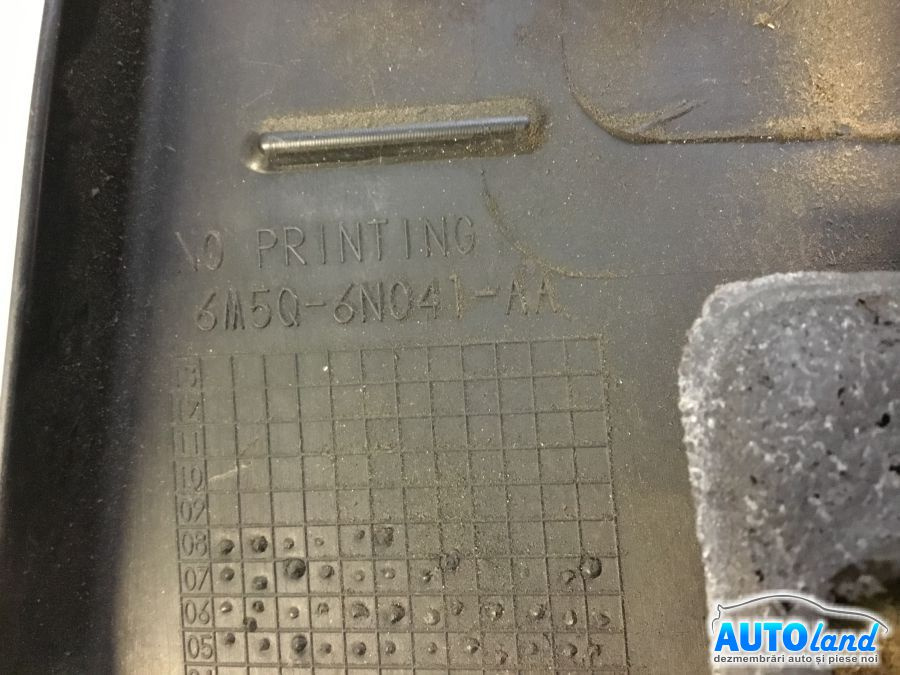 NO PRINTING
6M5Q-6N041-AA
13
12
11
10
09
08
07
06
05
AUTOland
dezmembrări auto și piese noi